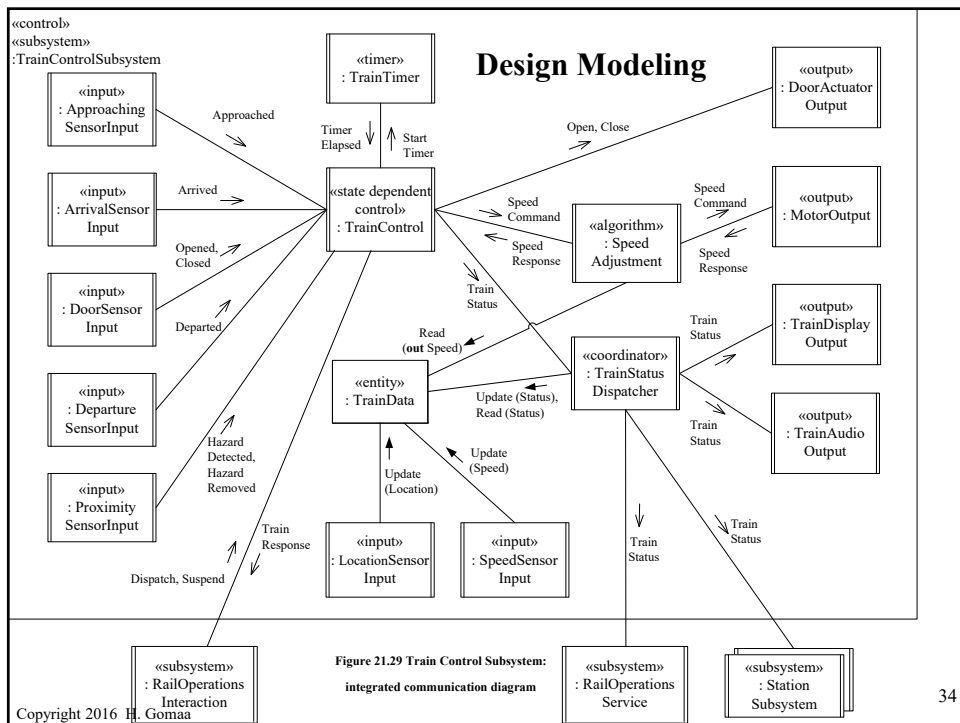 «control»
«subsystem»
:TrainControlSubsystem
Design Modeling
«timer»
: TrainTimer
«input»
: Approaching
SensorInput
Approached
Timer
Elapsed
Start
Timer
Open, Close
«output»
: DoorActuator
Output
«input»
: ArrivalSensor
Input
Arrived
«state dependent
control»
: TrainControl
Speed
Command
Speed
Response
«algorithm»
: Speed
Adjustment
Speed
Command
Speed
Response
«output»
: MotorOutput
«input»
: DoorSensor
Input
Opened,
Closed
Departed
Train
Status
Read
(out Speed)
«entity»
: TrainData
Update (Status),
Read (Status)
«coordinator»
: TrainStatus
Dispatcher
Train
Status
«output»
: TrainDisplay
Output
Train
Status
«output»
: TrainAudio
Output
«input»
: Departure
SensorInput
«input»
: Proximity
SensorInput
Hazard
Detected,
Hazard
Removed
Update
(Location)
Update
(Speed)
«input»
: LocationSensor
Input
«input»
: SpeedSensor
Input
Dispatch, Suspend
Train
Response
Train
Status
Train
Status
«subsystem»
: RailOperations
Interaction
Figure 21.29 Train Control Subsystem:
integrated communication diagram
«subsystem»
: RailOperations
Service
«subsystem»
: Station
Subsystem
Copyright 2016 H. Gomaa
34